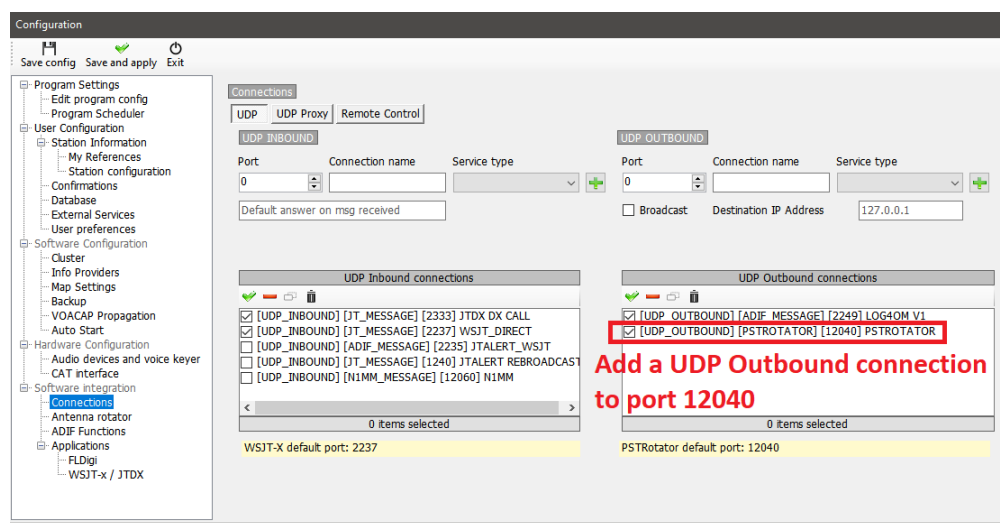 Configuration
Save config Save and apply Exit
Program Settings
Edit program config
Program Scheduler
User Configuration
Station Information
My References
Station configuration
Confirmations
Database
External Services
User preferences
Software Configuration
Cluster
Info Providers
Map Settings
Backup
VOACAP Propagation
Auto Start
Hardware Configuration
Audio devices and voice keyer
CAT interface
Software integration
Connections
Antenna rotator
ADIF Functions
Applications
FLDigi
WSJT-x / JTDX
Connections
UDP UDP Proxy Remote Control
UDP INBOUND
Port Connection name Service type
0
Default answer on msg received
UDP Inbound connections
[UDP_INBOUND] [JT_MESSAGE] [2333] JTDX DX CALL
[UDP_INBOUND] [JT_MESSAGE] [2237] WSJT_DIRECT
[UDP_INBOUND] [ADIF_MESSAGE] [2235] JTALERT_WSJT
[UDP_INBOUND] [JT_MESSAGE] [1240] JTALERT REBROADCAST
[UDP_INBOUND] [N1MM_MESSAGE] [12060] N1MM
0 items selected
WSJT-X default port: 2237
UDP OUTBOUND
Port Connection name Service type
0
Broadcast Destination IP Address 127.0.0.1
UDP Outbound connections
[UDP_OUTBOUND] [ADIF_MESSAGE] [2249] LOG4OM V1
[UDP_OUTBOUND] [PSTROTATOR] [12040] PSTROTATOR
Add a UDP Outbound connection
to port 12040
0 items selected
PSTRotator default port: 12040